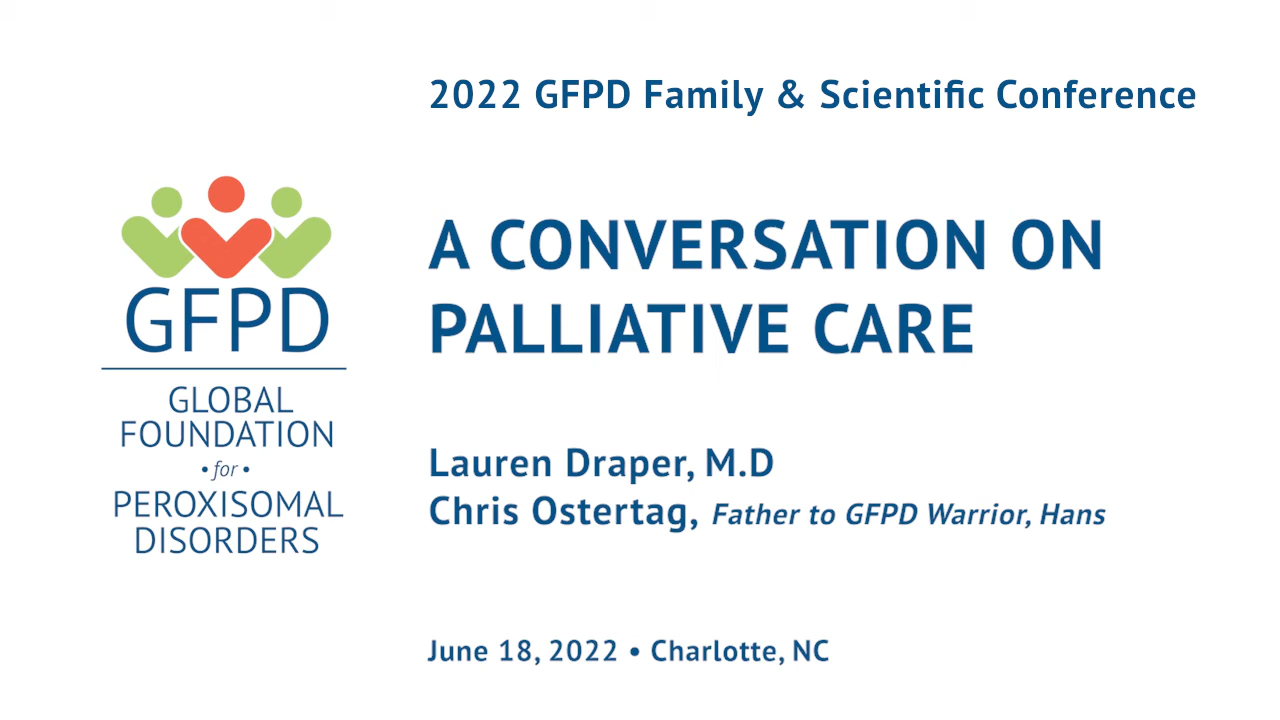 2022 GFPD Family & Scientific Conference
GFPD
GLOBAL
FOUNDATION
• for •
PEROXISOMAL
DISORDERS
A CONVERSATION ON
PALLIATIVE CARE
Lauren Draper, M.D
Chris Ostertag, Father to GFPD Warrior, Hans
June 18, 2022 • Charlotte, NC